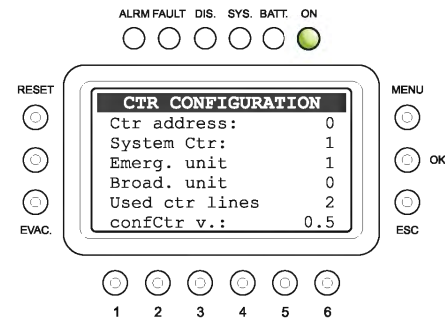 ALRM FAULT DIS. SYS. BATT. ON
RESET
MENU
CTR CONFIGURATION
Ctr address: 0
System Ctr: 1
Emerg. unit 1
OK
Broad. unit 0
Used ctr lines 2
confCtr v.: 0.5
EVAC.
ESC
1 2 3 4 5 6